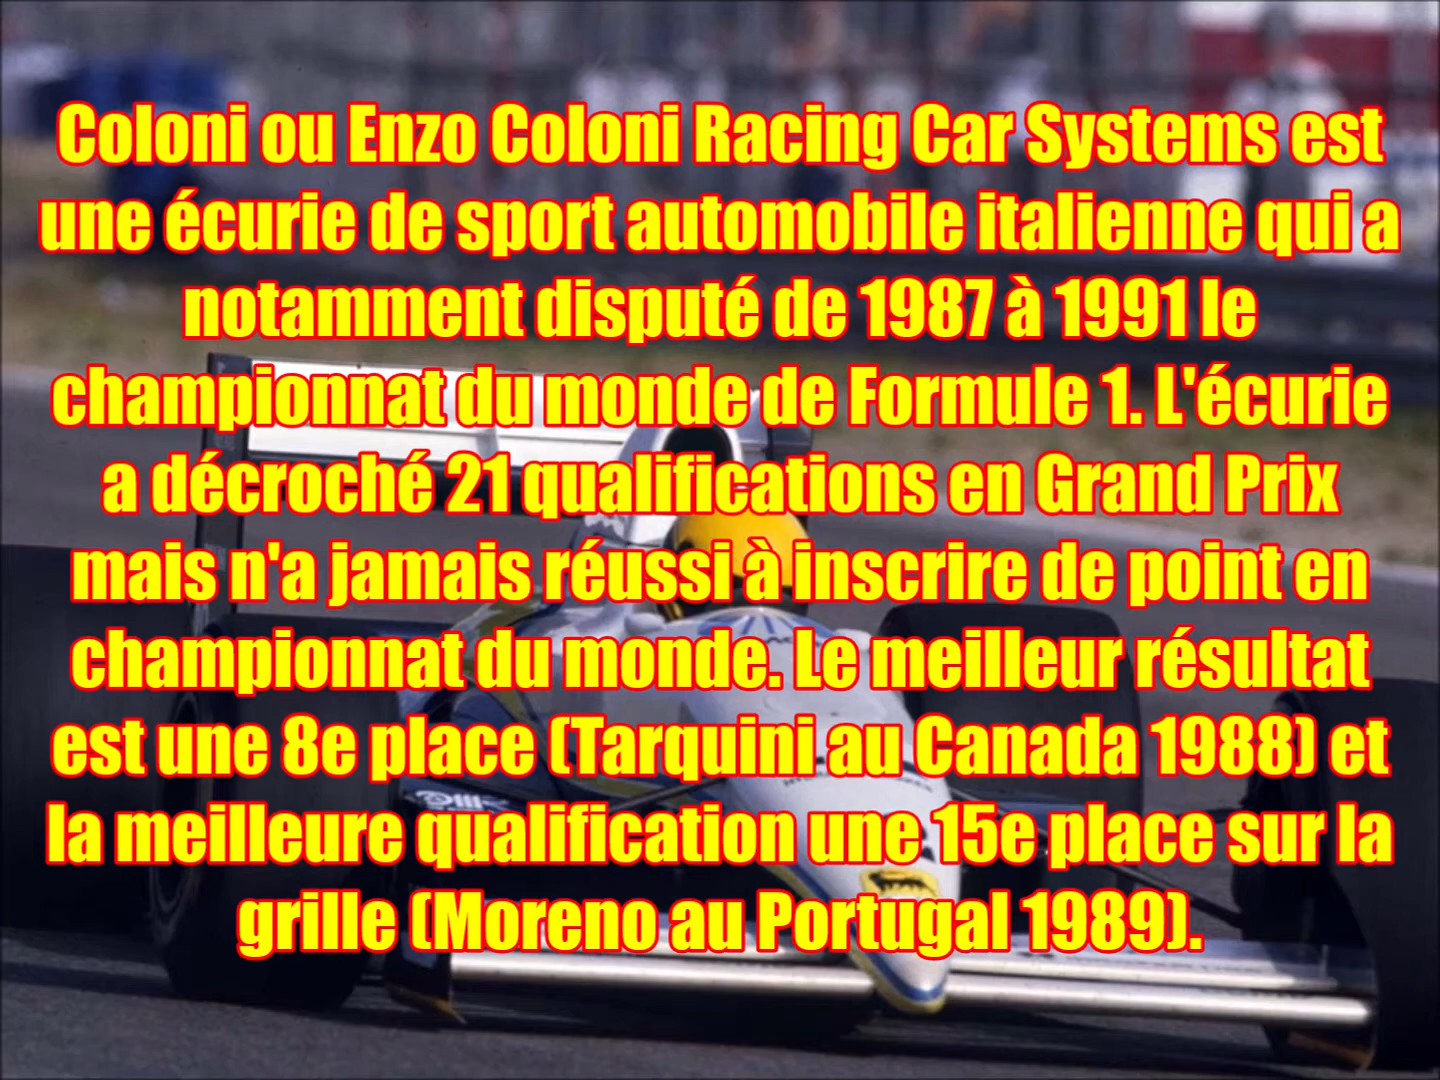 Coloni ou Enzo Coloni Racing Car Systems est
une écurie de sport automobile italienne qui a
notamment disputé de 1987 à 1991 le
championnat du monde de Formule 1. L'écurie
a décroché 21 qualifications en Grand Prix
mais n'a jamais réussi à inscrire de point en
championnat du monde. Le meilleur résultat
est une 8e place (Tarquini au Canada 1988) et
la meilleure qualification une 15e place sur la
grille (Moreno au Portugal 1989).